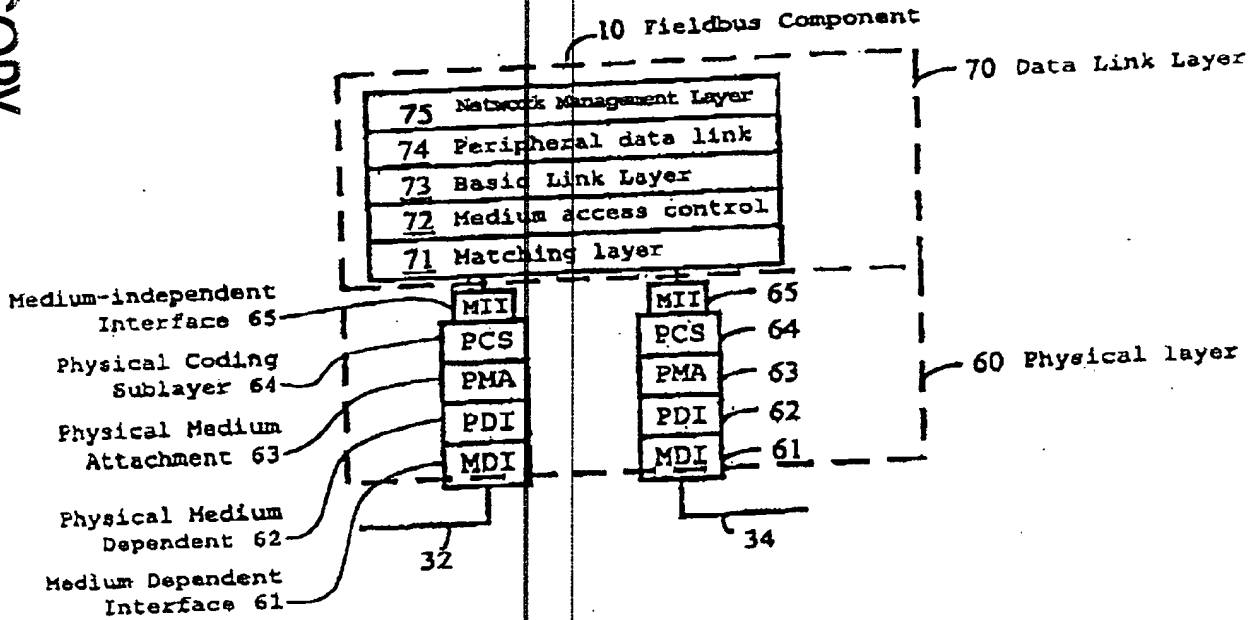 10 Fieldbus Component
70 Data Link Layer
75 Network Management Layer
74 Peripheral data link
73 Basic Link Layer
72 Medium access control
71 Matching layer
Medium-independent
Interface 65
MII
MII
65
Physical Coding
Sublayer 64
PCS
PCS
64
60 Physical layer
Physical Medium
Attachment 63
PMA
PMA
63
PDI
PDI
62
MDI
MDI
61
Physical Medium
Dependent 62
32
34
Medium Dependent
Interface 61